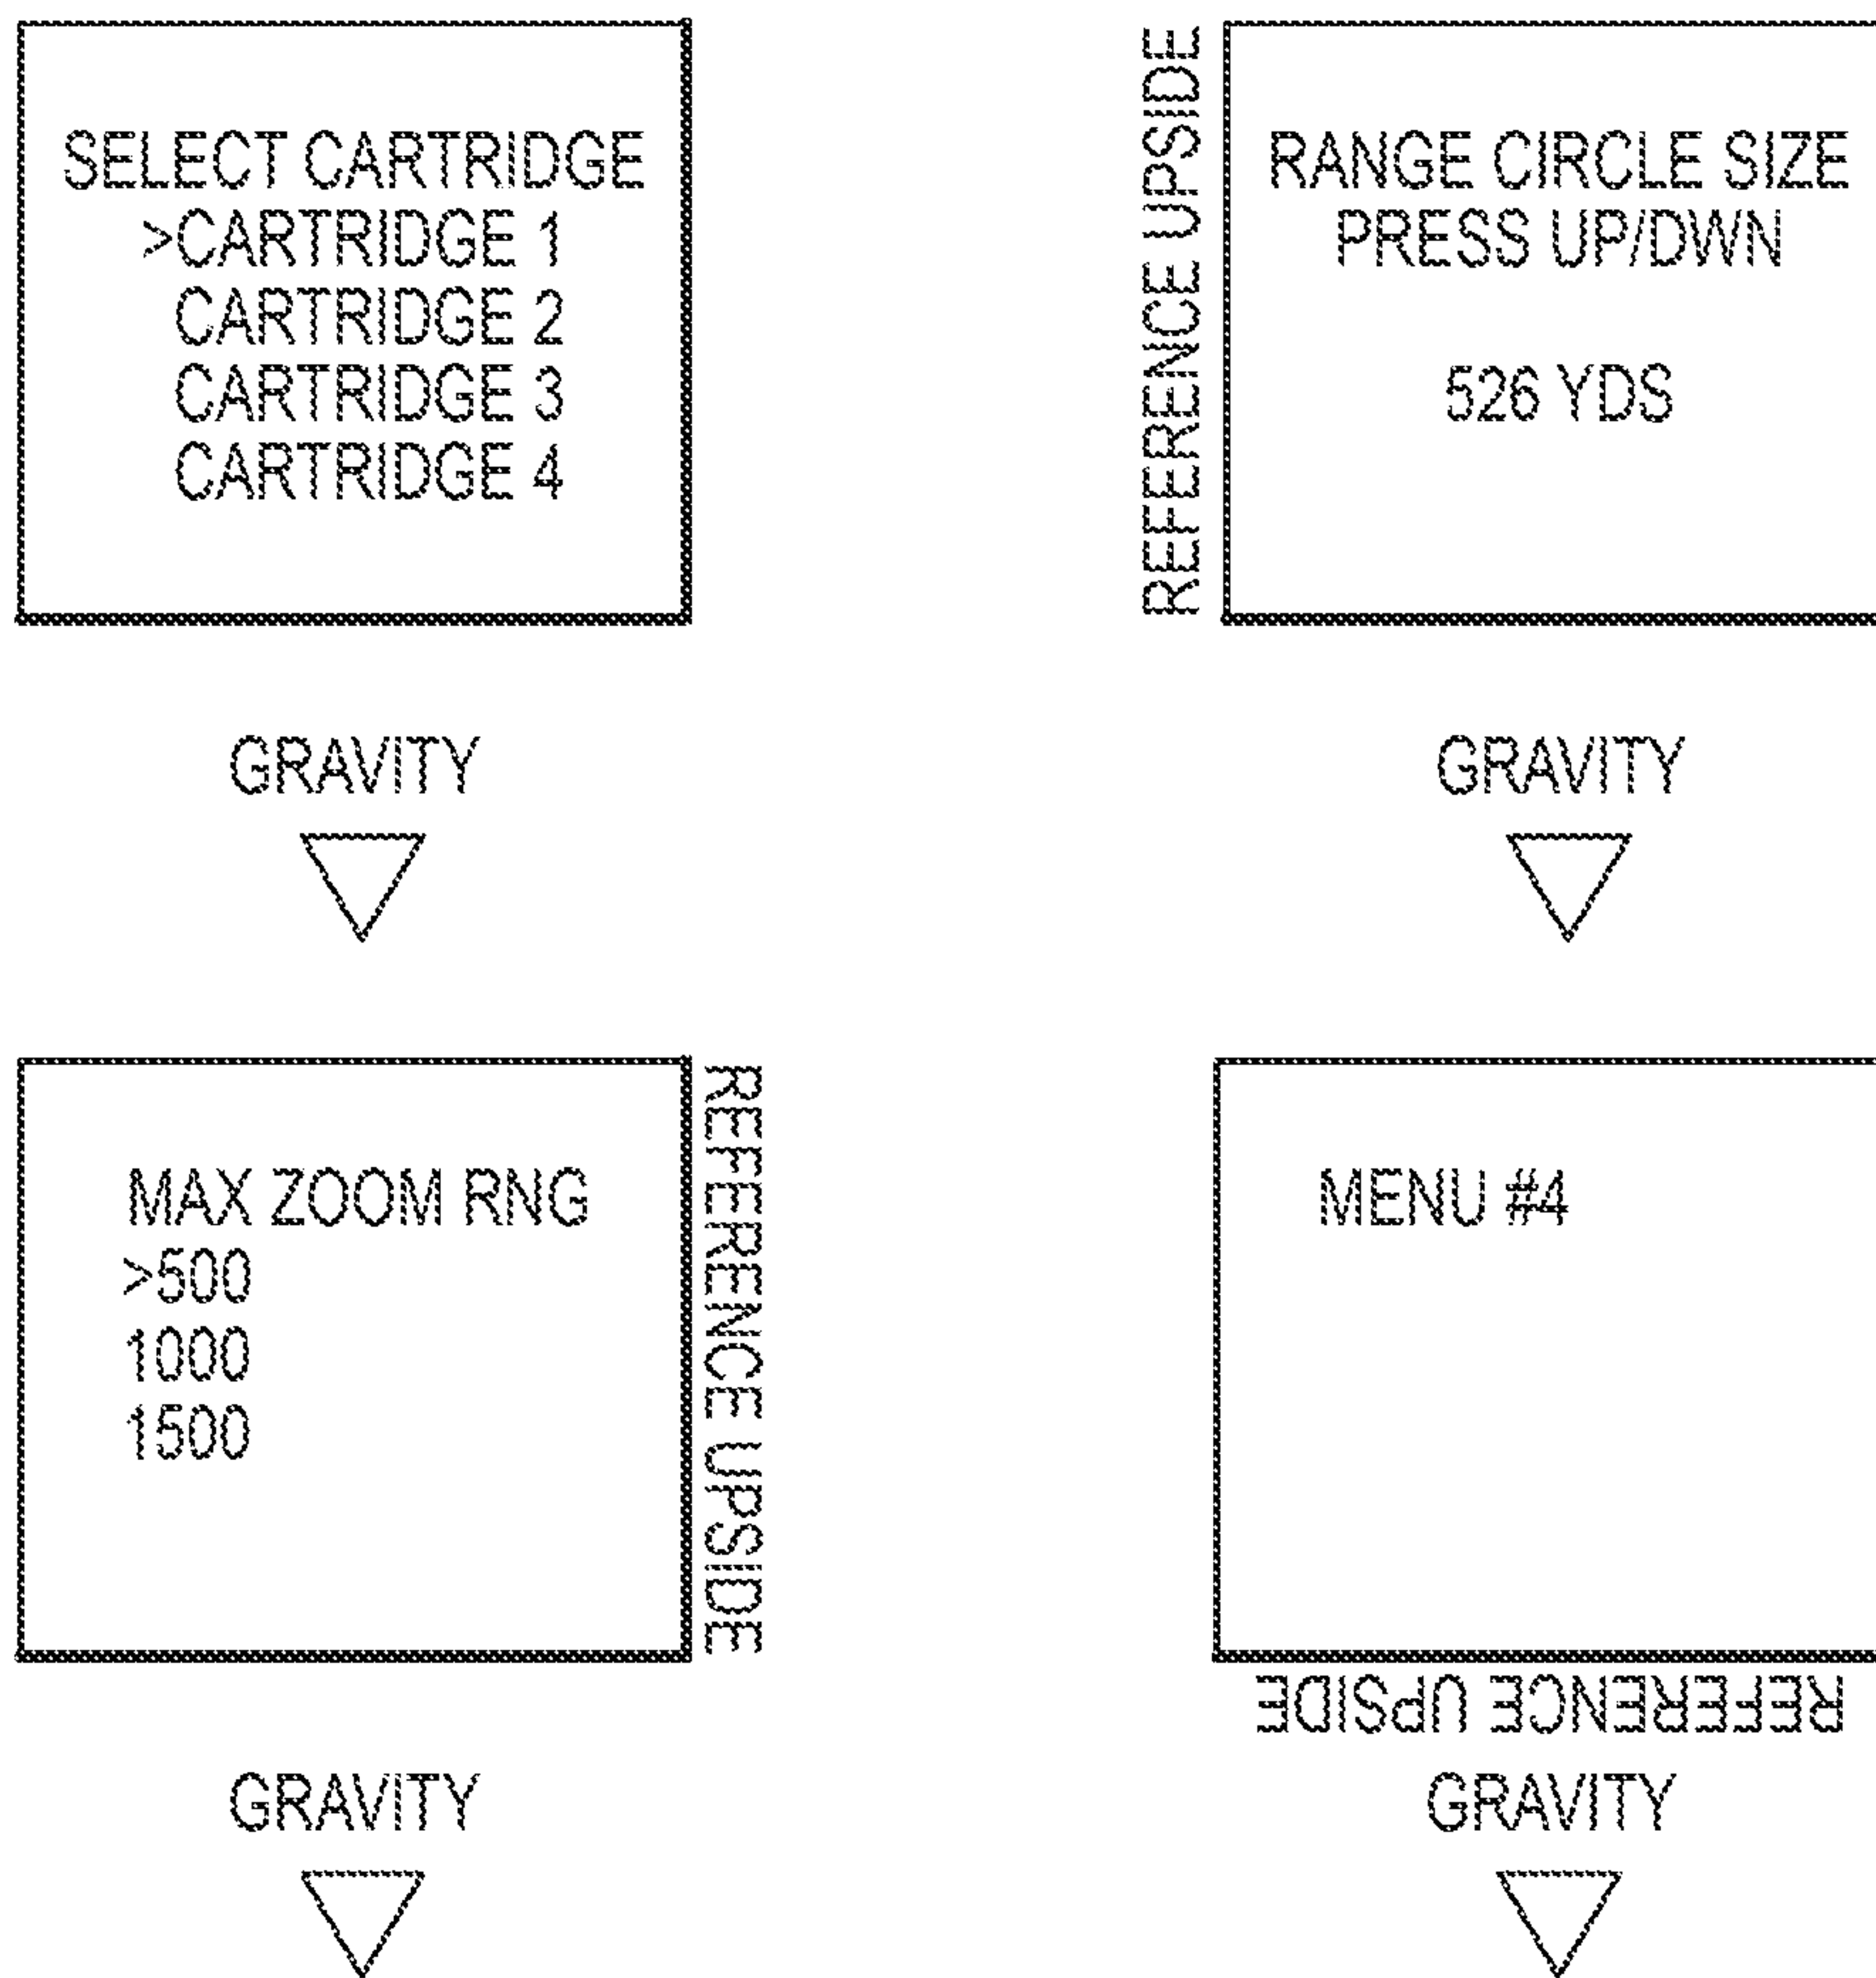 SELECT CARTRIDGE
>CARTRIDGE 1
CARTRIDGE 2
CARTRIDGE 3
CARTRIDGE 4
GRAVITY
REFERENCE UPSIDE
RANGE CIRCLE SIZE
PRESS UP/DWN
526 YDS
GRAVITY
MAX ZOOM RNG
>500
1000
1500
REFERENCE UPSIDE
GRAVITY
MENU #4
REFERENCE UPSIDE
GRAVITY